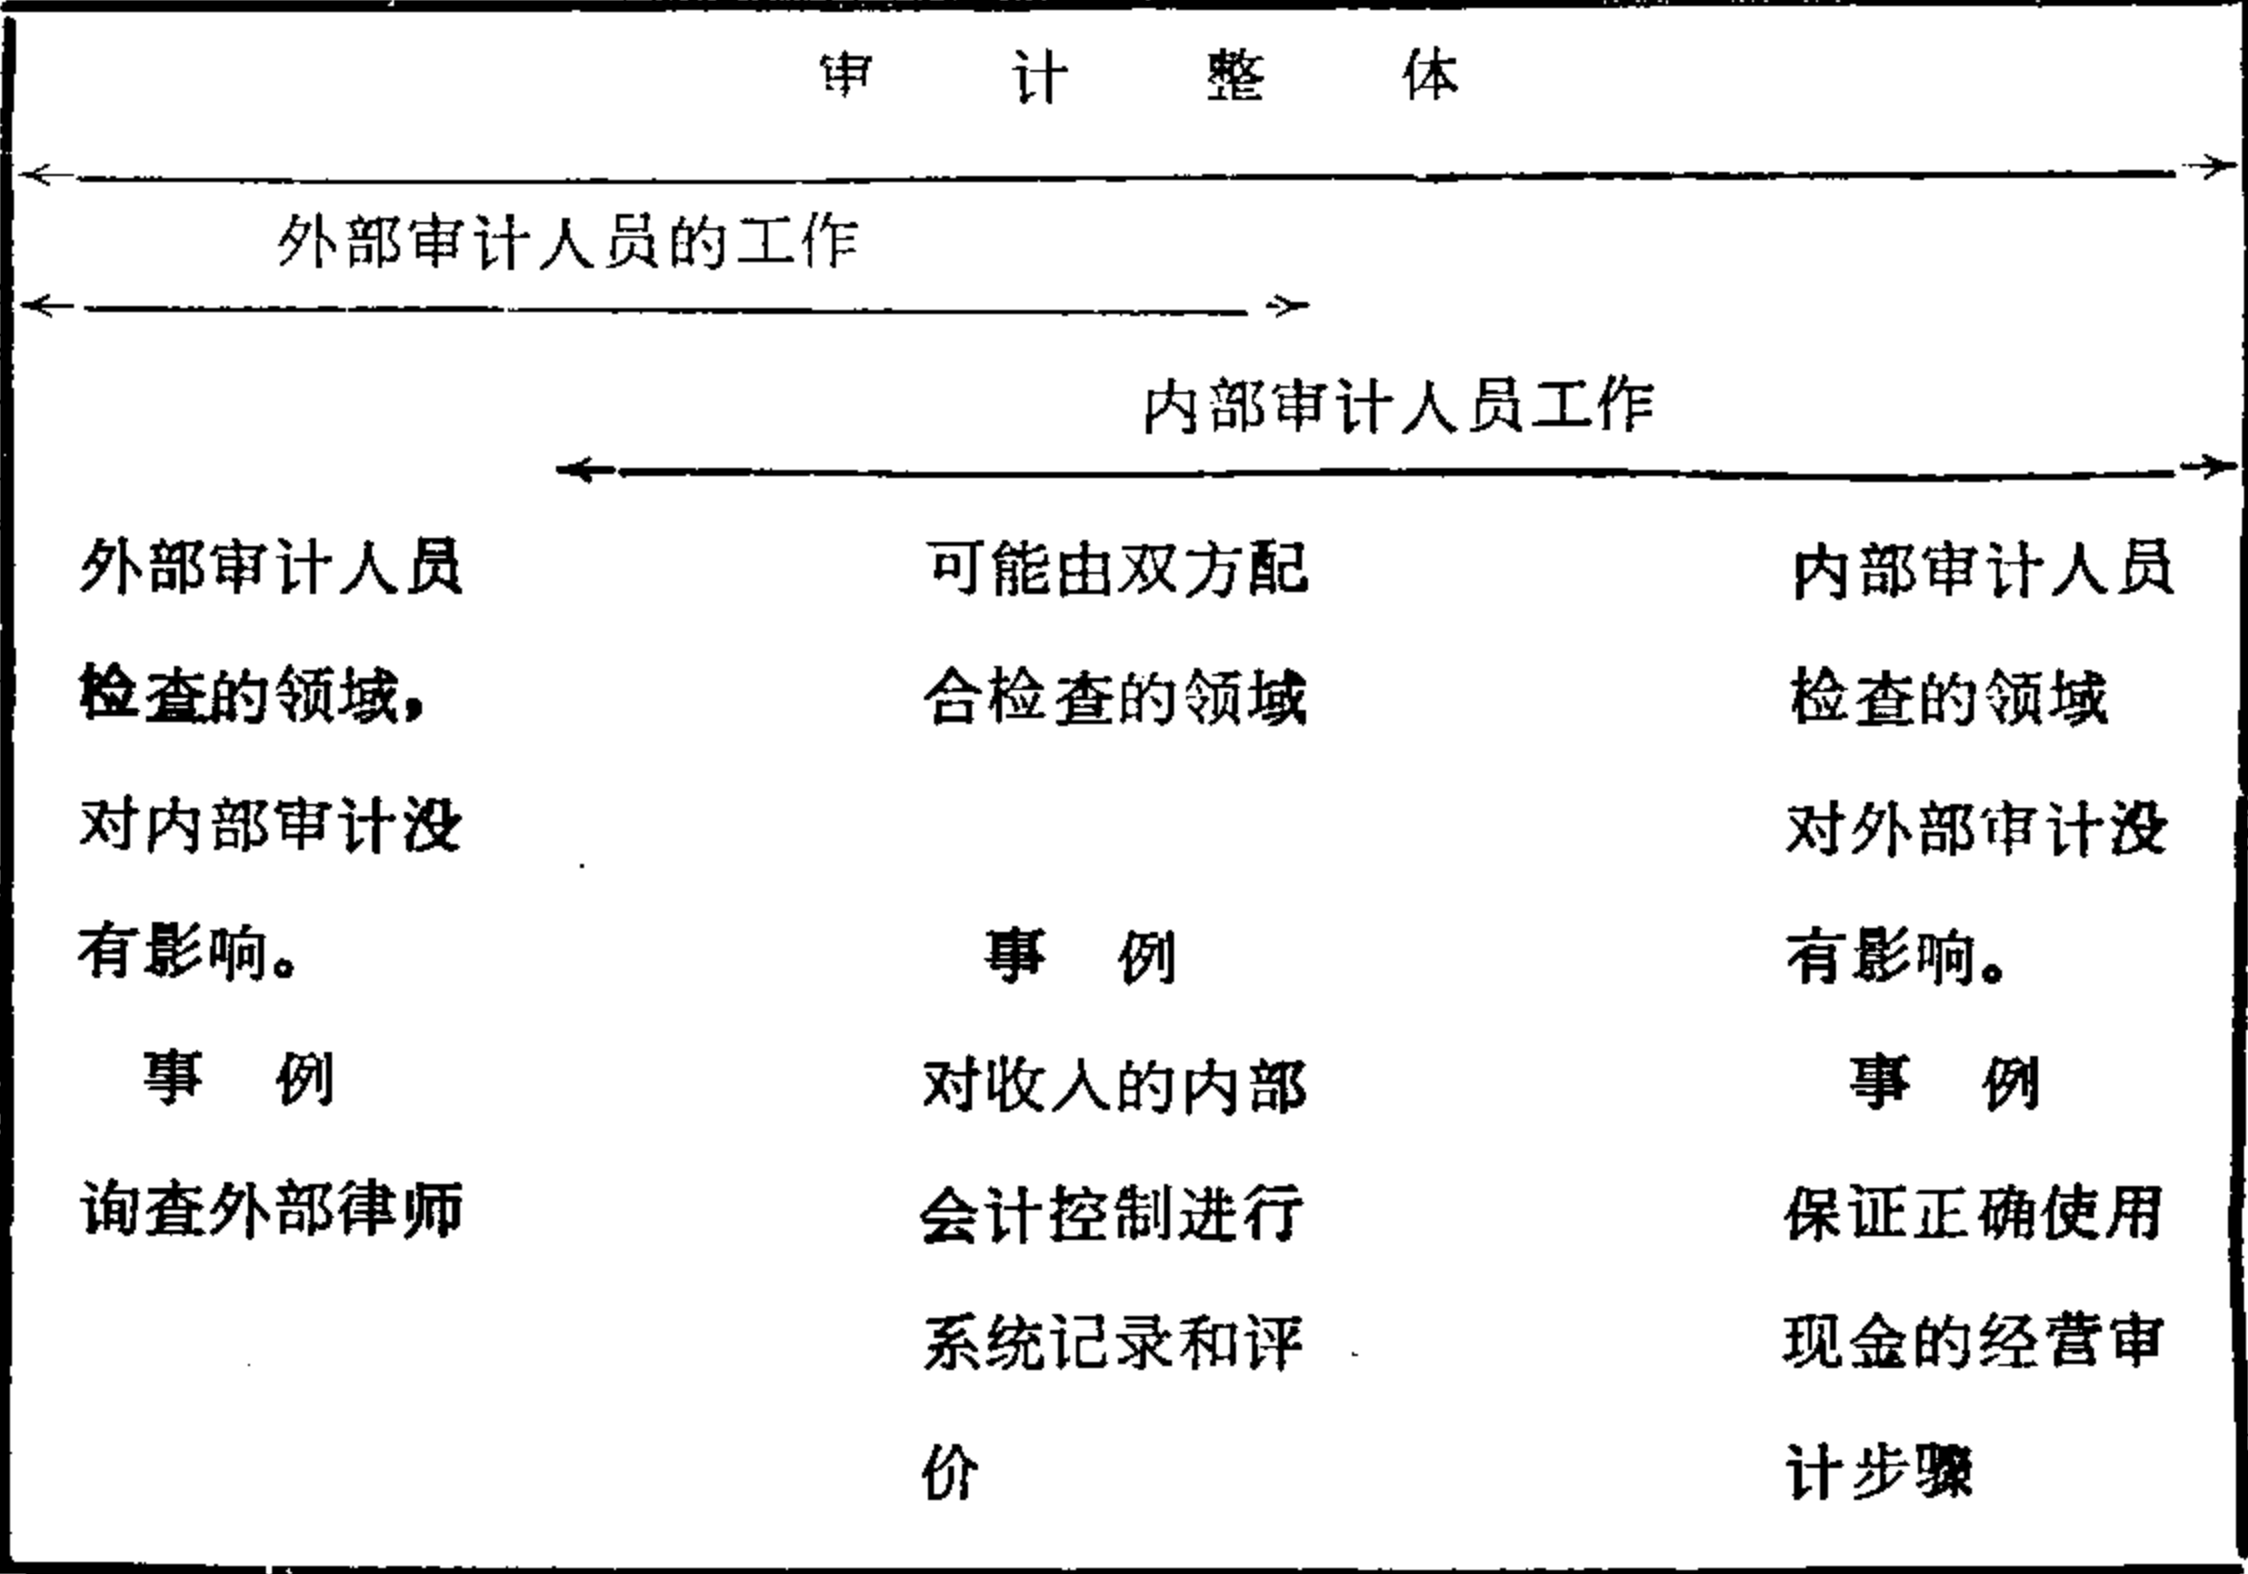 审 计 整 体
外部审计人员的工作
内部审计人员工作
外部审计人员
检查的领域，
对内部审计没
有影响。
事 例
询查外部律师
可能由双方配
合检查的领域
事 例
对收人的内部
会计控制进行
系统记录和评
价
内部审计人员
检查的领域
对外部审计没
有影响。
事 例
保证正确使用
现金的经营审
计步骤